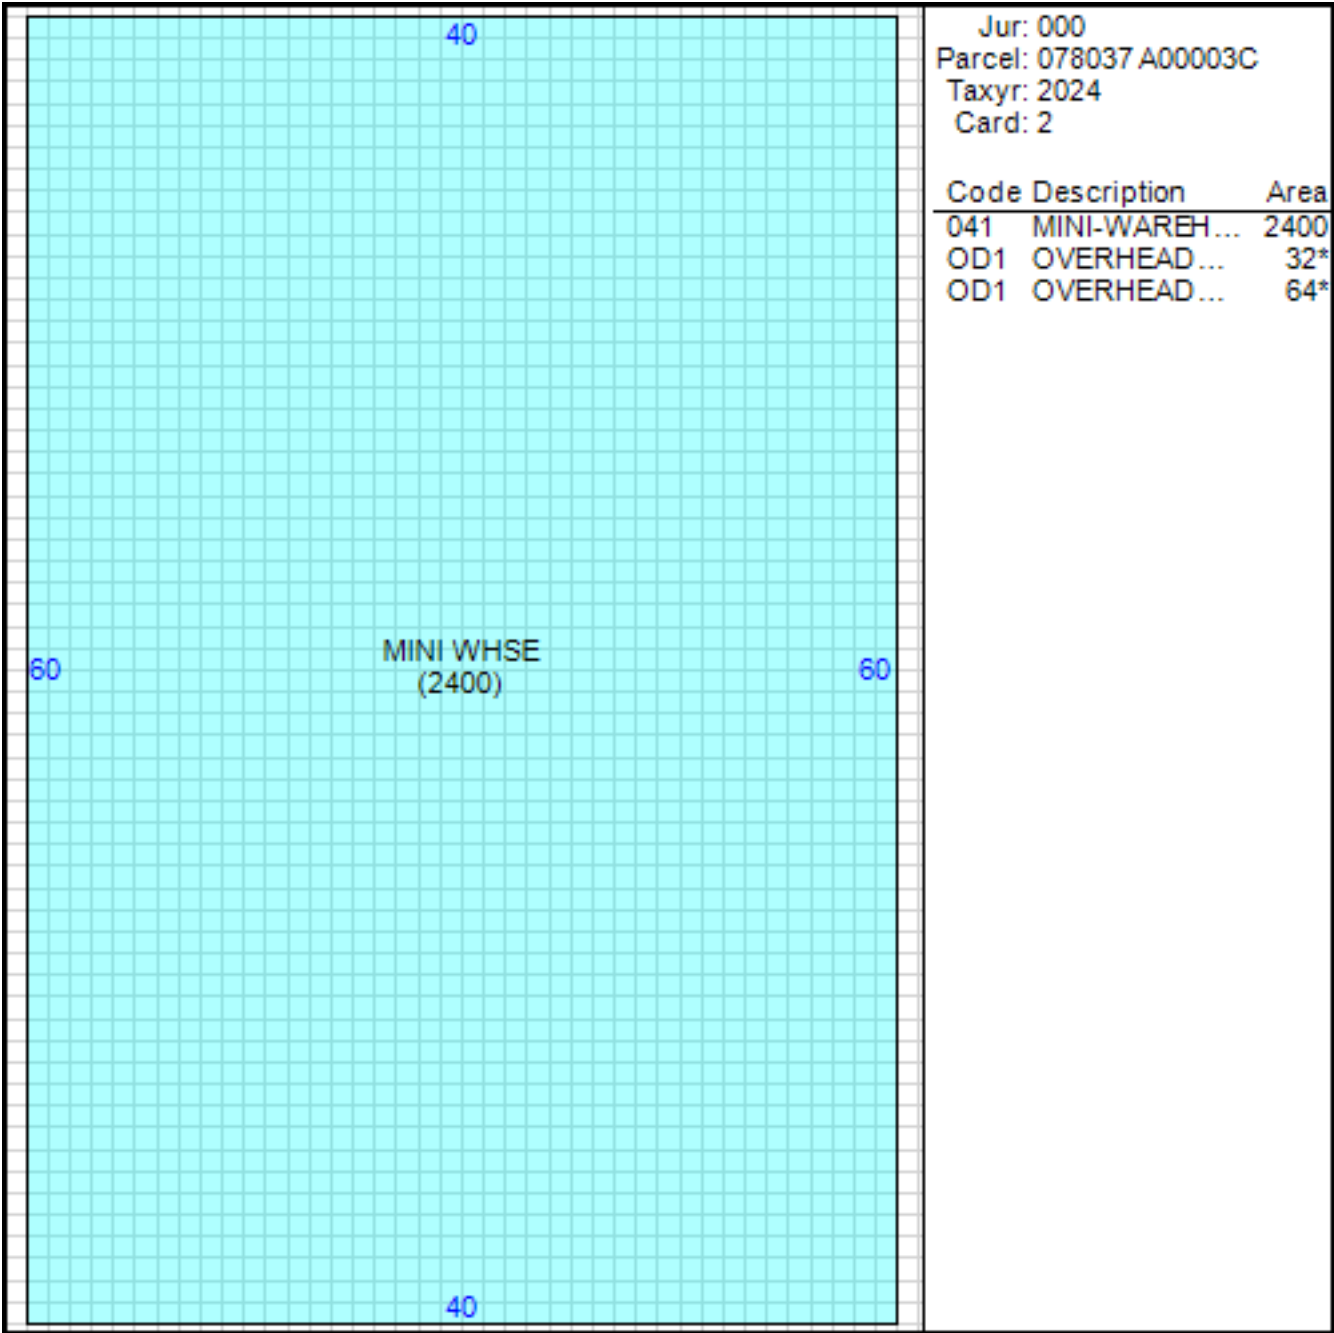 40
60
MINI WHSE
(2400)
60
40
Jur: 000
Parcel: 078037 A00003C
Taxyr: 2024
Card: 2
Code Description Area
041 MINI-WAREH... 2400
OD1 OVERHEAD... 32*
OD1 OVERHEAD... 64*